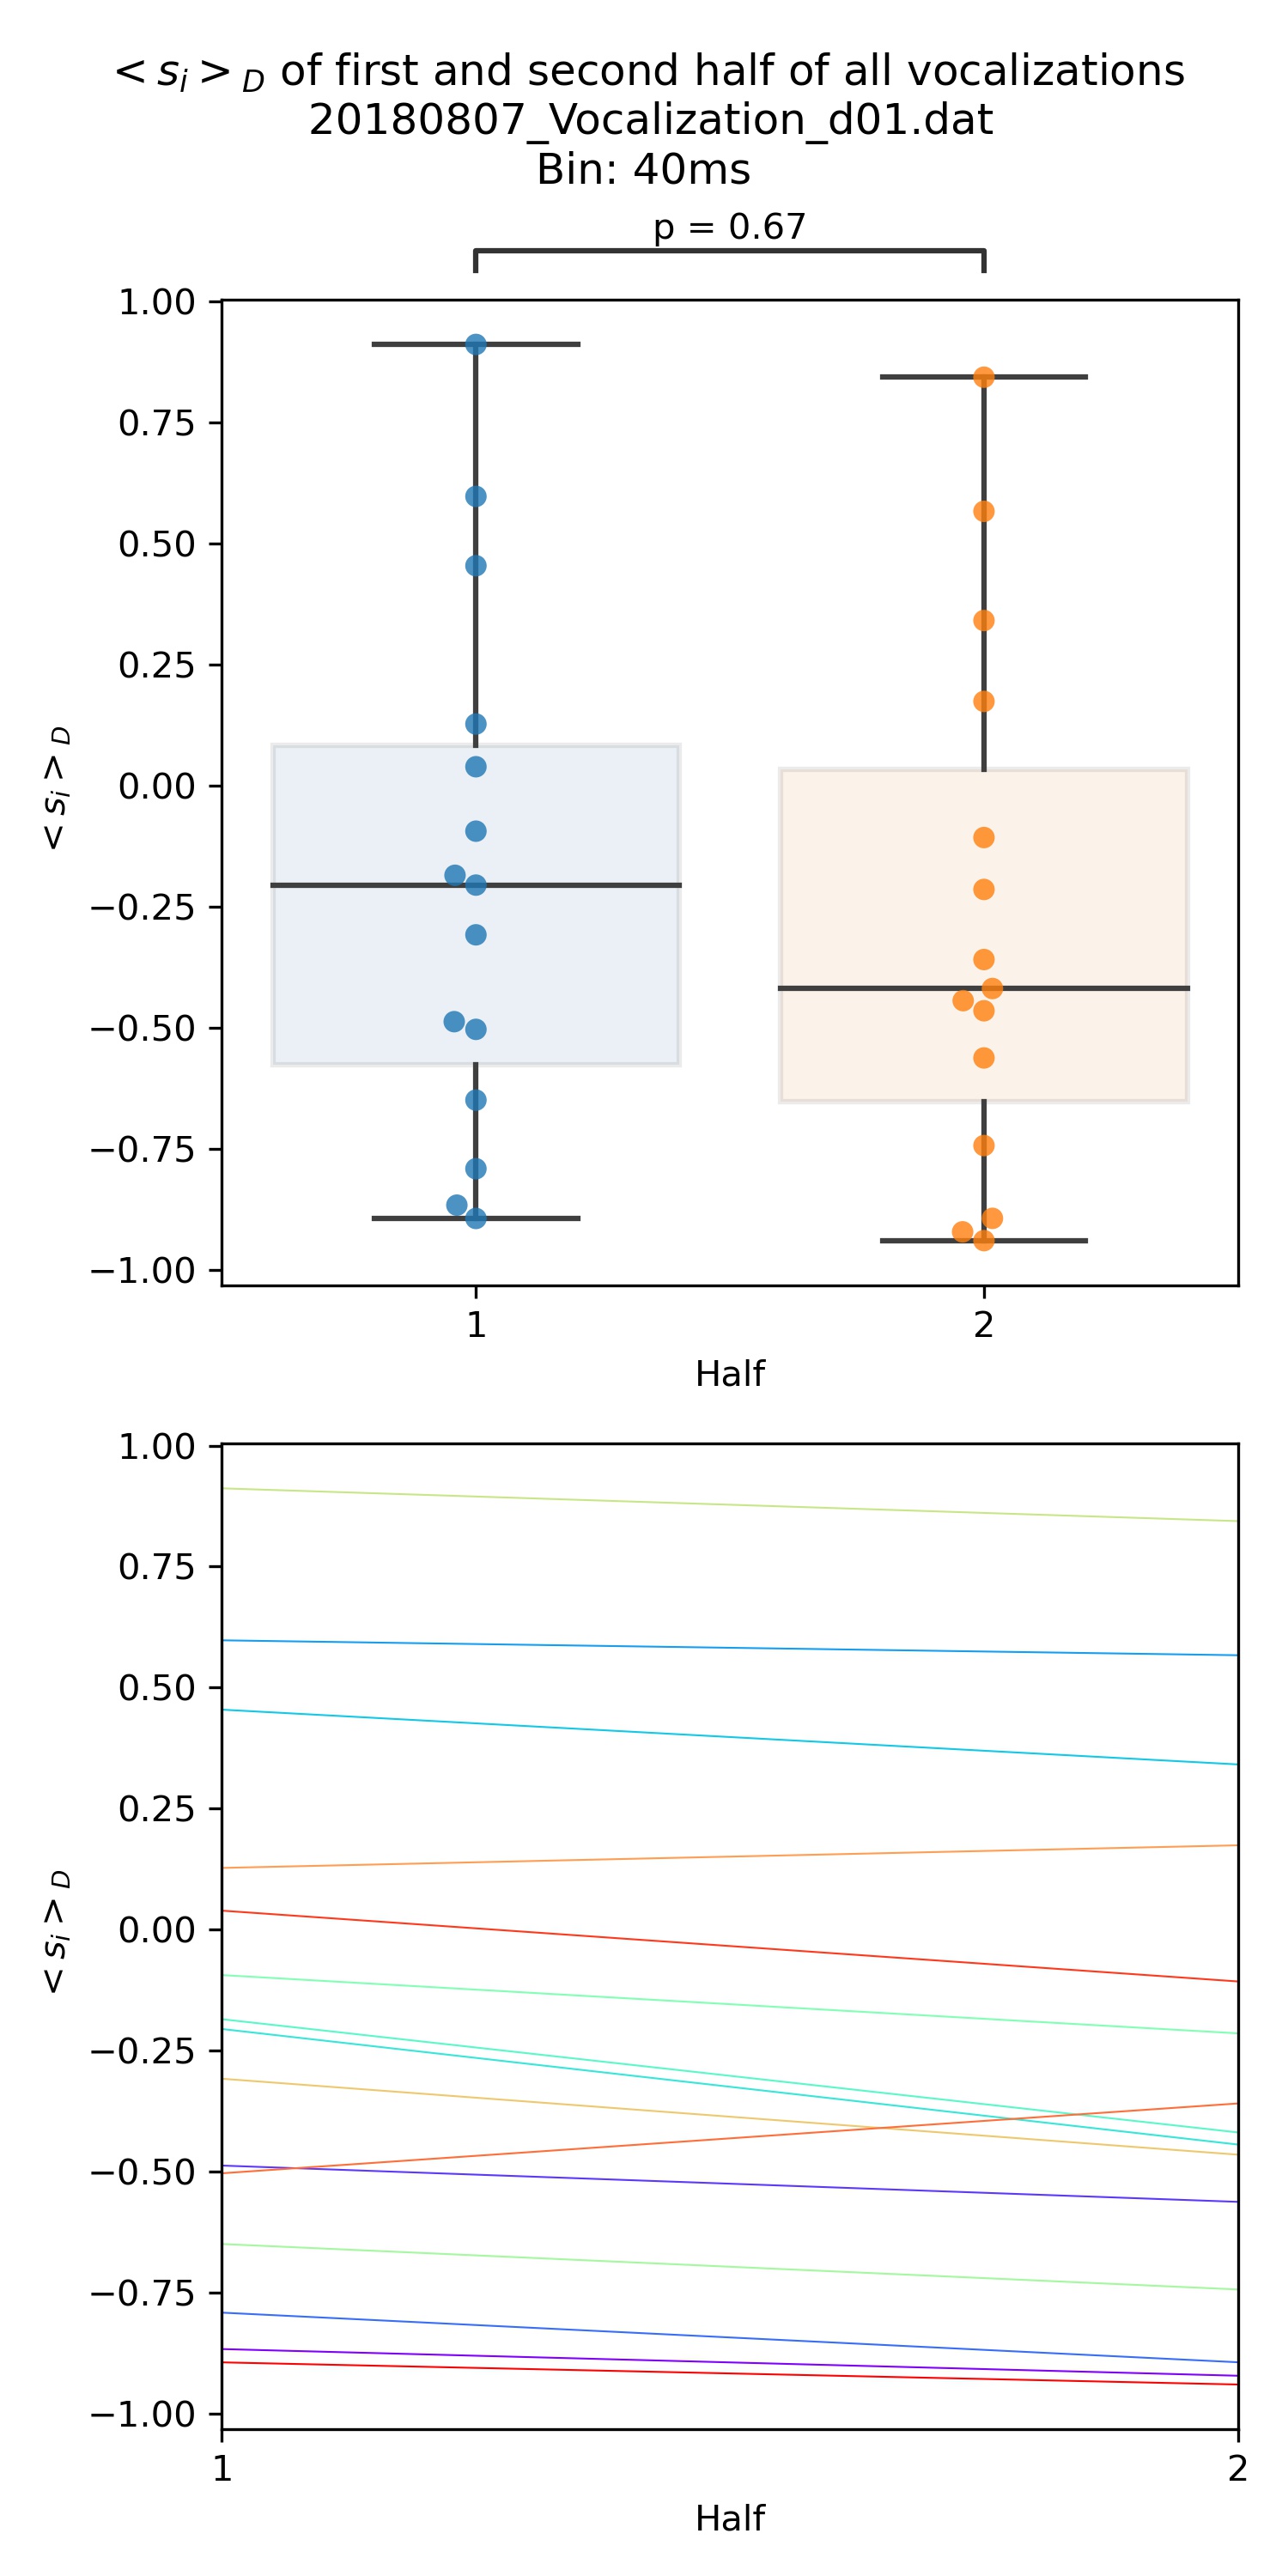 < s_i >_D of first and second half of all vocalizations
20180807_Vocalization_d01.dat
Bin: 40ms
p = 0.67
1.00
0.75
0.50
0.25
0.00
−0.25
−0.50
−0.75
−1.00
< s_i >_D
1 2
Half
1.00
0.75
0.50
0.25
0.00
−0.25
−0.50
−0.75
−1.00
< s_i >_D
1 2
Half